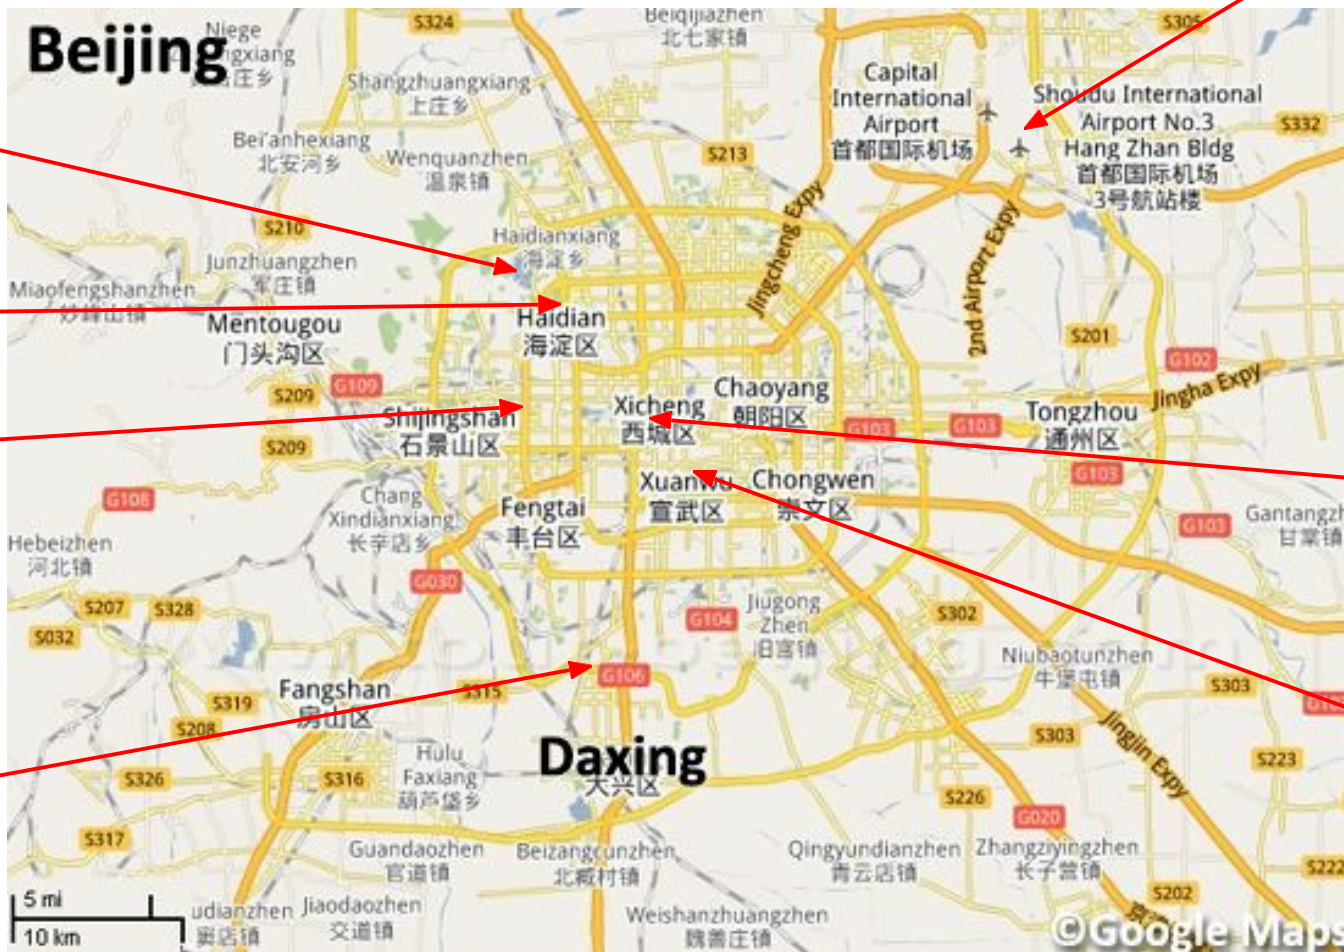 Beijing
S324
Niege
Beiqijiazhen
北七家镇
S305
Shangzhuangxiang
上庄乡
Capital
International
Airport
首都国际机场
Shoudu International
Airport No.3
Hang Zhan Bldg
首都国际机场
3号航站楼
S332
Bei'anhexiang
北安河乡
Wenquanzhen
温泉镇
S213
Jingcheng Expy
2nd Airport Expy
S210
Haidianxiang
海淀乡
Junzhuangzhen
军庄镇
Miaofengshanzhen
妙峰山镇
Mentougou
门头沟区
Haidian
海淀区
S201
G102
Jingha Expy
G109
S209
Shijingshan
石景山区
Xicheng
西城区
Chaoyang
朝阳区
G103
G103
Tongzhou
通州区
S209
G103
G108
Chang
Xindianxiang
长辛店乡
Fengtai
丰台区
Xuanwu
宣武区
Chongwen
崇文区
G103
Hebeizhen
河北镇
G030
S207
S328
S032
G104
Jiugong
Zhen
旧宫镇
S302
Niubaotunzhen
牛堡屯镇
G106
S315
S303
Fangshan
房山区
S319
S208
Daxing
大兴区
S303
Jingjin Expy
S223
Hulu
Faxiang
葫芦垡乡
S326
S316
S226
G020
S317
Guandaozhen
官道镇
Beizangcunzhen
北臧村镇
Qingyundianzhen
青云店镇
Zhangziyingzhen
长子营镇
S222
S202
5 mi
10 km
udianzhen
窦店镇
Jiaodaozhen
交道镇
Weishanzhuangzhen
魏善庄镇
©Google Maps